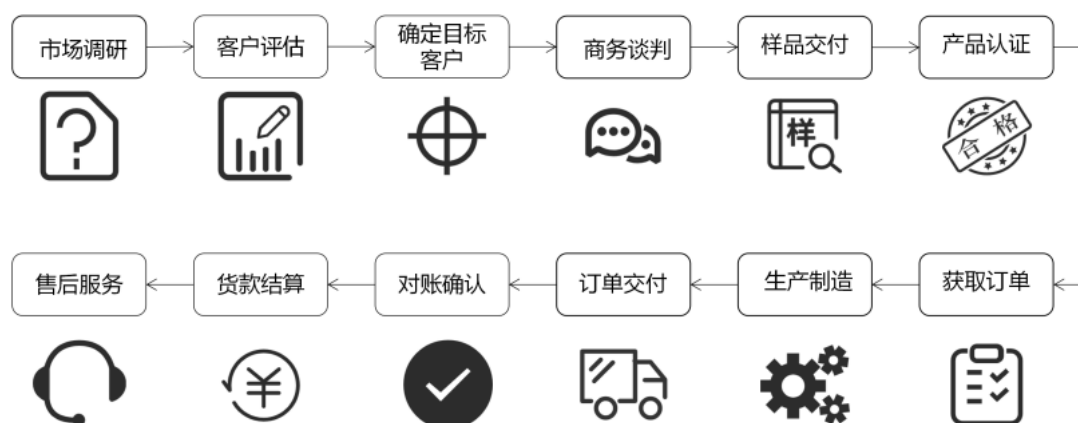 市场调研
客户评估
确定目标
客户
商务谈判
样品交付
产品认证
样
合格
售后服务
货款结算
对账确认
订单交付
生产制造
获取订单